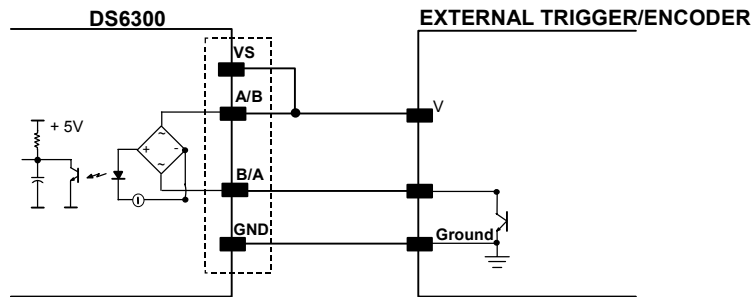 DS6300
EXTERNAL TRIGGER/ENCODER
VS
A/B
V
+ 5V
+ ~ - ~
B/A
I
GND
Ground